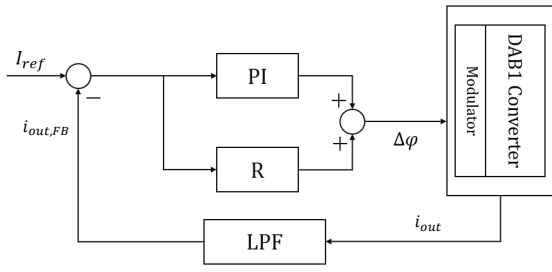 I_ref
PI
DAB1 Converter
Modulator
−
+
i_out,FB
+
Δφ
R
i_out
LPF